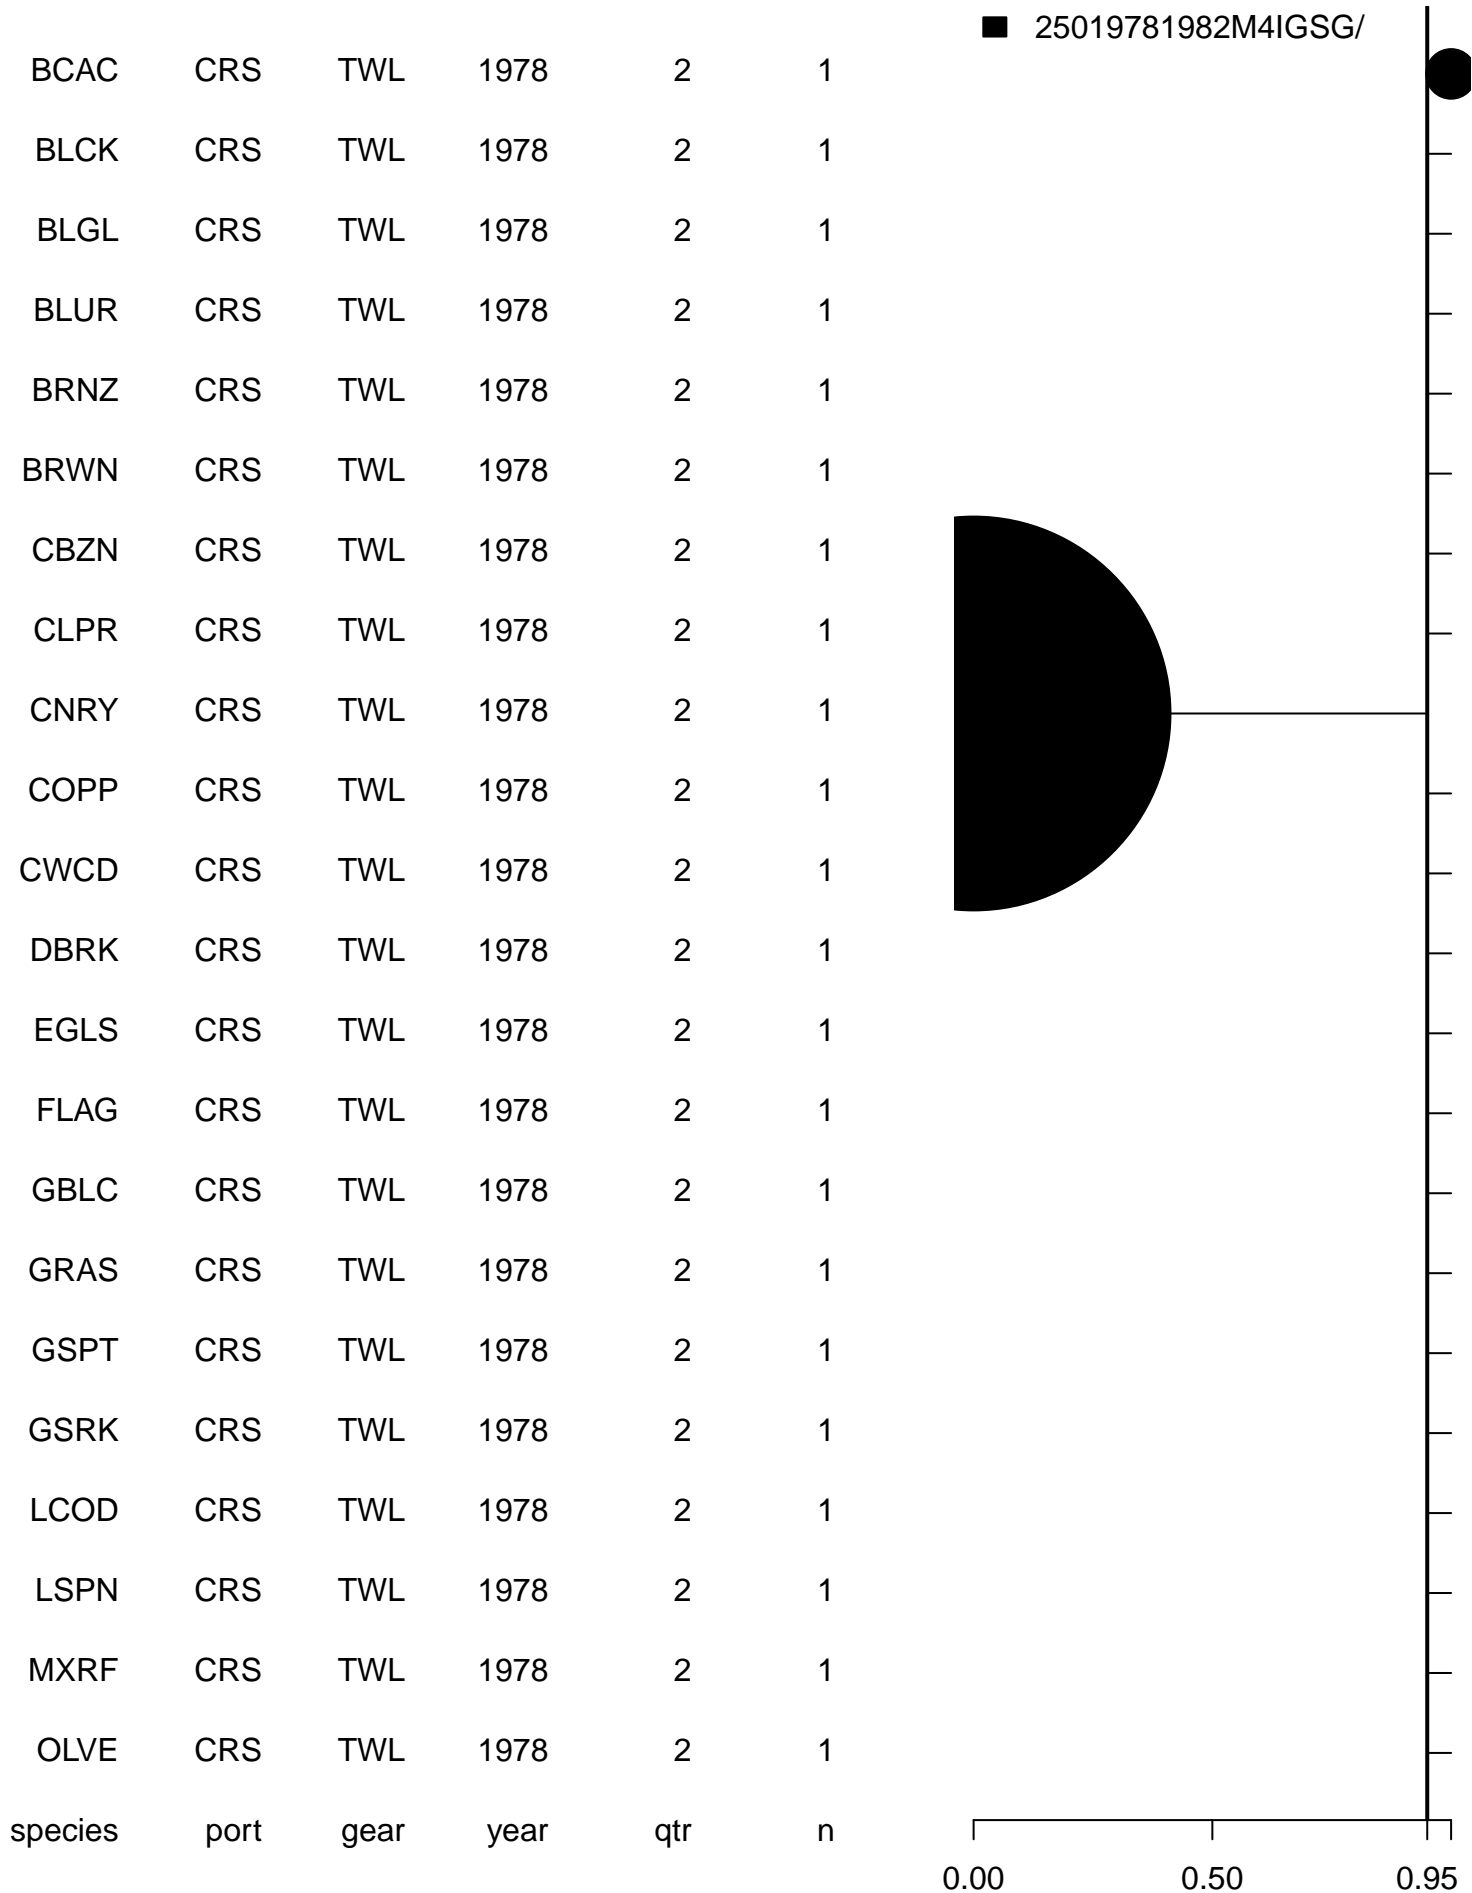 25019781982M4IGSG/
BCAC CRS TWL 1978 2 1
BLCK CRS TWL 1978 2 1
BLGL CRS TWL 1978 2 1
BLUR CRS TWL 1978 2 1
BRNZ CRS TWL 1978 2 1
BRWN CRS TWL 1978 2 1
CBZN CRS TWL 1978 2 1
CLPR CRS TWL 1978 2 1
CNRY CRS TWL 1978 2 1
COPP CRS TWL 1978 2 1
CWCD CRS TWL 1978 2 1
DBRK CRS TWL 1978 2 1
EGLS CRS TWL 1978 2 1
FLAG CRS TWL 1978 2 1
GBLC CRS TWL 1978 2 1
GRAS CRS TWL 1978 2 1
GSPT CRS TWL 1978 2 1
GSRK CRS TWL 1978 2 1
LCOD CRS TWL 1978 2 1
LSPN CRS TWL 1978 2 1
MXRF CRS TWL 1978 2 1
OLVE CRS TWL 1978 2 1
species port gear year qtr n
0.00 0.50 0.95